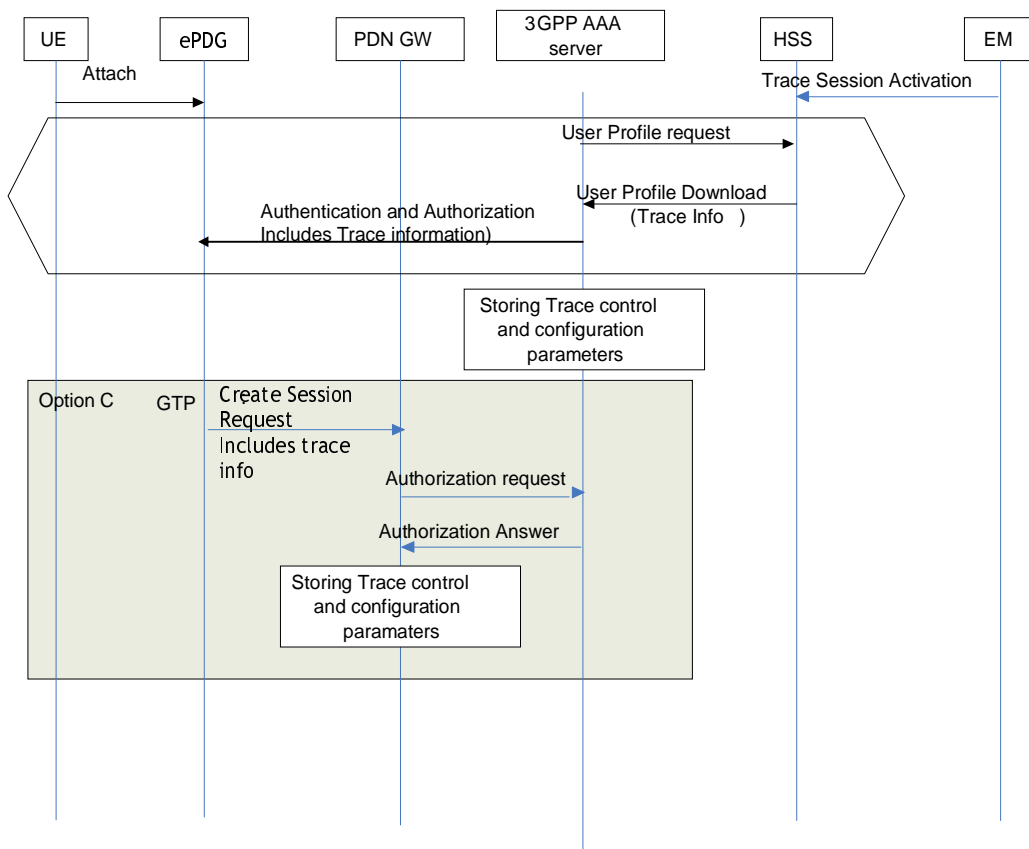 UE
ePDG
PDN GW
3GPP AAA
server
HSS
EM
Attach
Trace Session Activation
User Profile request
User Profile Download
(Trace Info )
Authentication and Authorization
Includes Trace information)
Storing Trace control
and configuration
parameters
Option C
GTP
Create Session
Request
Includes trace
info
Authorization request
Authorization Answer
Storing Trace control
and configuration
paramaters